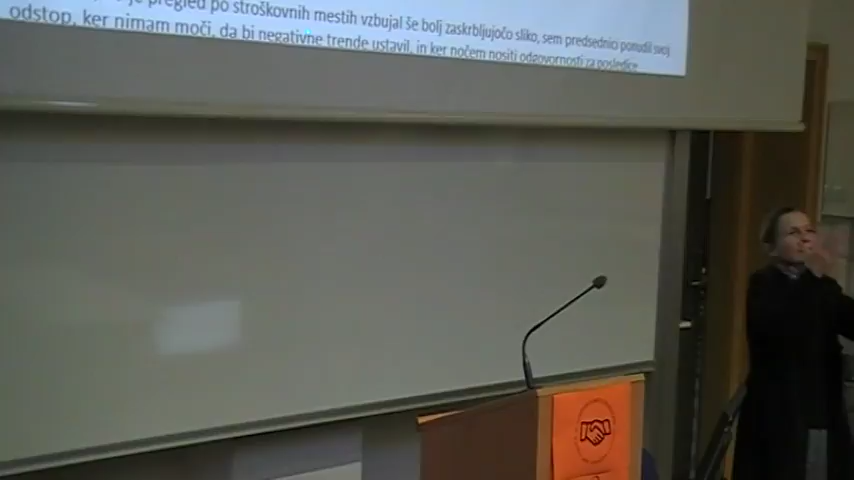 pregled po stroškovnih mestih vzbujal še bolj zaskrbljujočo sliko, sem predsednici ponudil svoj
odstop, ker nimam moči, da bi negativne trende ustavil, in ker nočem nositi odgovornosti za posledice